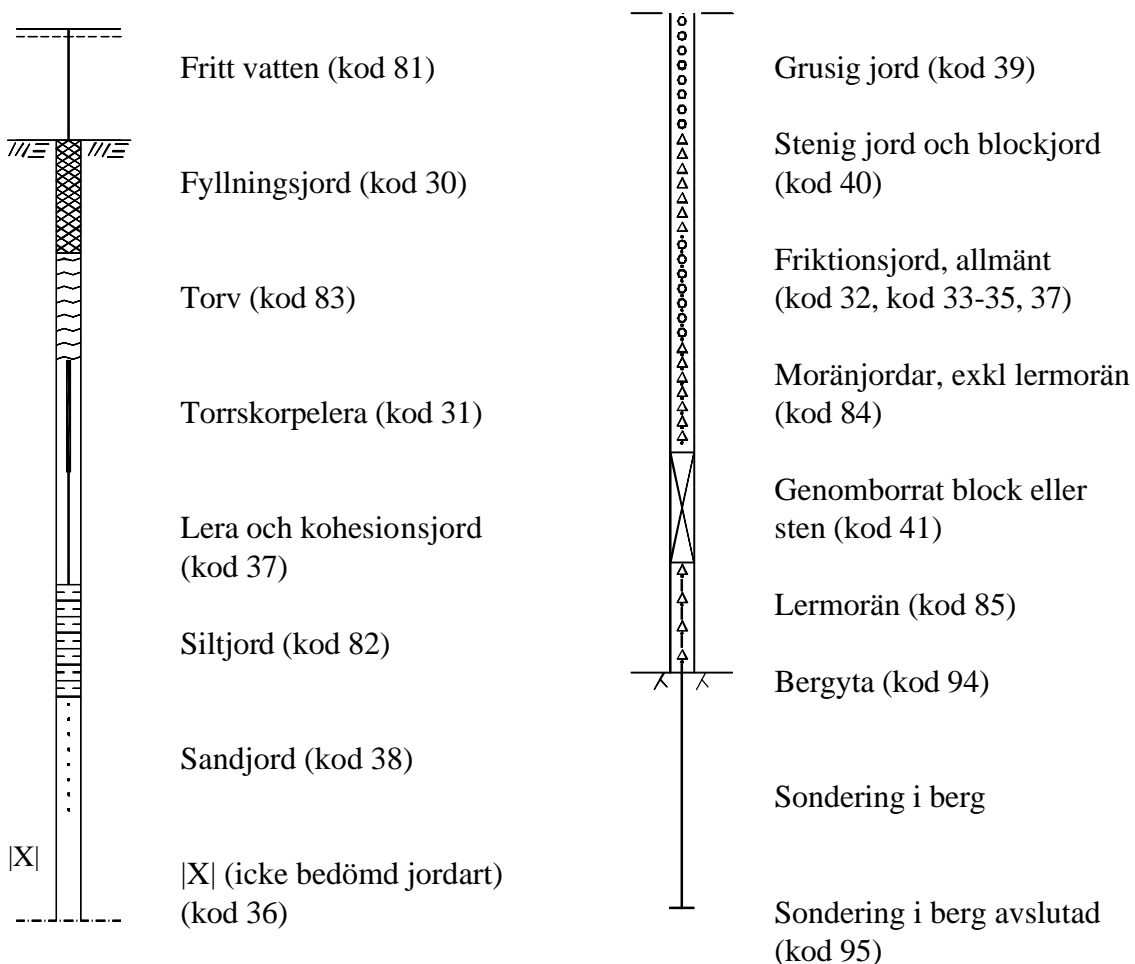 Fritt vatten (kod 81)
Fyllningsjord (kod 30)
Torv (kod 83)
Torrskorpelera (kod 31)
Lera och kohesionsjord
(kod 37)
Siltjord (kod 82)
Sandjord (kod 38)
|X|
|X| (icke bedömd jordart)
(kod 36)
Grusig jord (kod 39)
Stenig jord och blockjord
(kod 40)
Friktionsjord, allmänt
(kod 32, kod 33-35, 37)
Moränjordar, exkl lermorän
(kod 84)
Genomborrat block eller
sten (kod 41)
Lermorän (kod 85)
Bergyta (kod 94)
Sondering i berg
Sondering i berg avslutad
(kod 95)